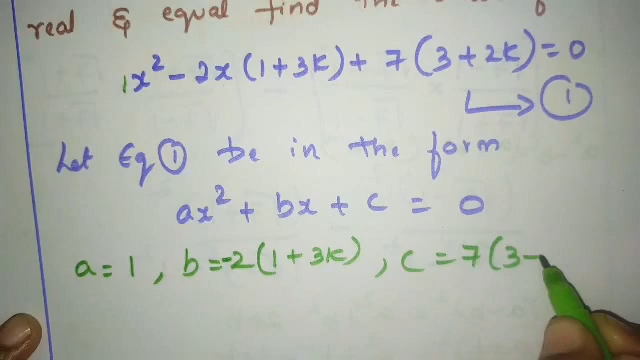 real & equal find the
1x² - 2x(1+3k) + 7(3+2k) = 0
①
Let Eq ① be in the form
ax² + bx + c = 0
a = 1, b = -2(1+3k), c = 7(3